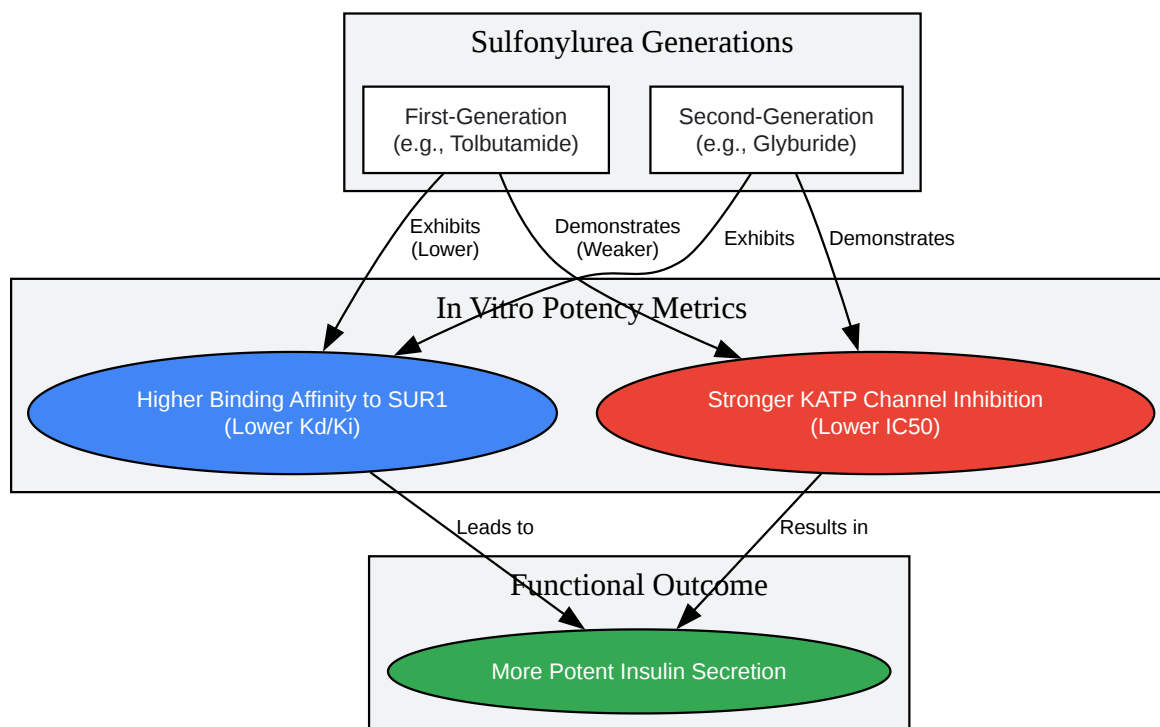 Sulfonylurea Generations
First-Generation
(e.g., Tolbutamide)
Second-Generation
(e.g., Glyburide)
Exhibits
(Lower)
Demonstrates
(Weaker)
Exhibits
Demonstrates
In Vitro Potency Metrics
Higher Binding Affinity to SUR1
(Lower Kd/Ki)
Stronger KATP Channel Inhibition
(Lower IC50)
Leads to
Results in
Functional Outcome
More Potent Insulin Secretion